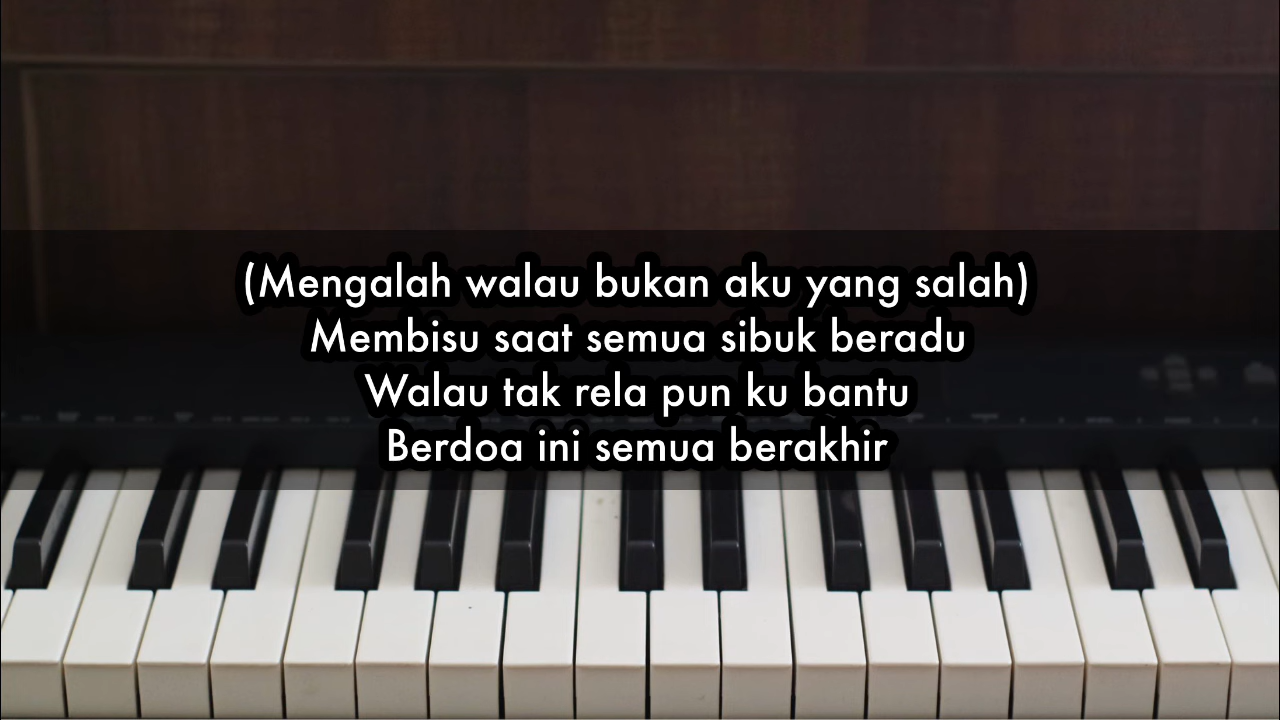 (Mengalah walau bukan aku yang salah)
Membisu saat semua sibuk beradu
Walau tak rela pun ku bantu
Berdoa ini semua berakhir